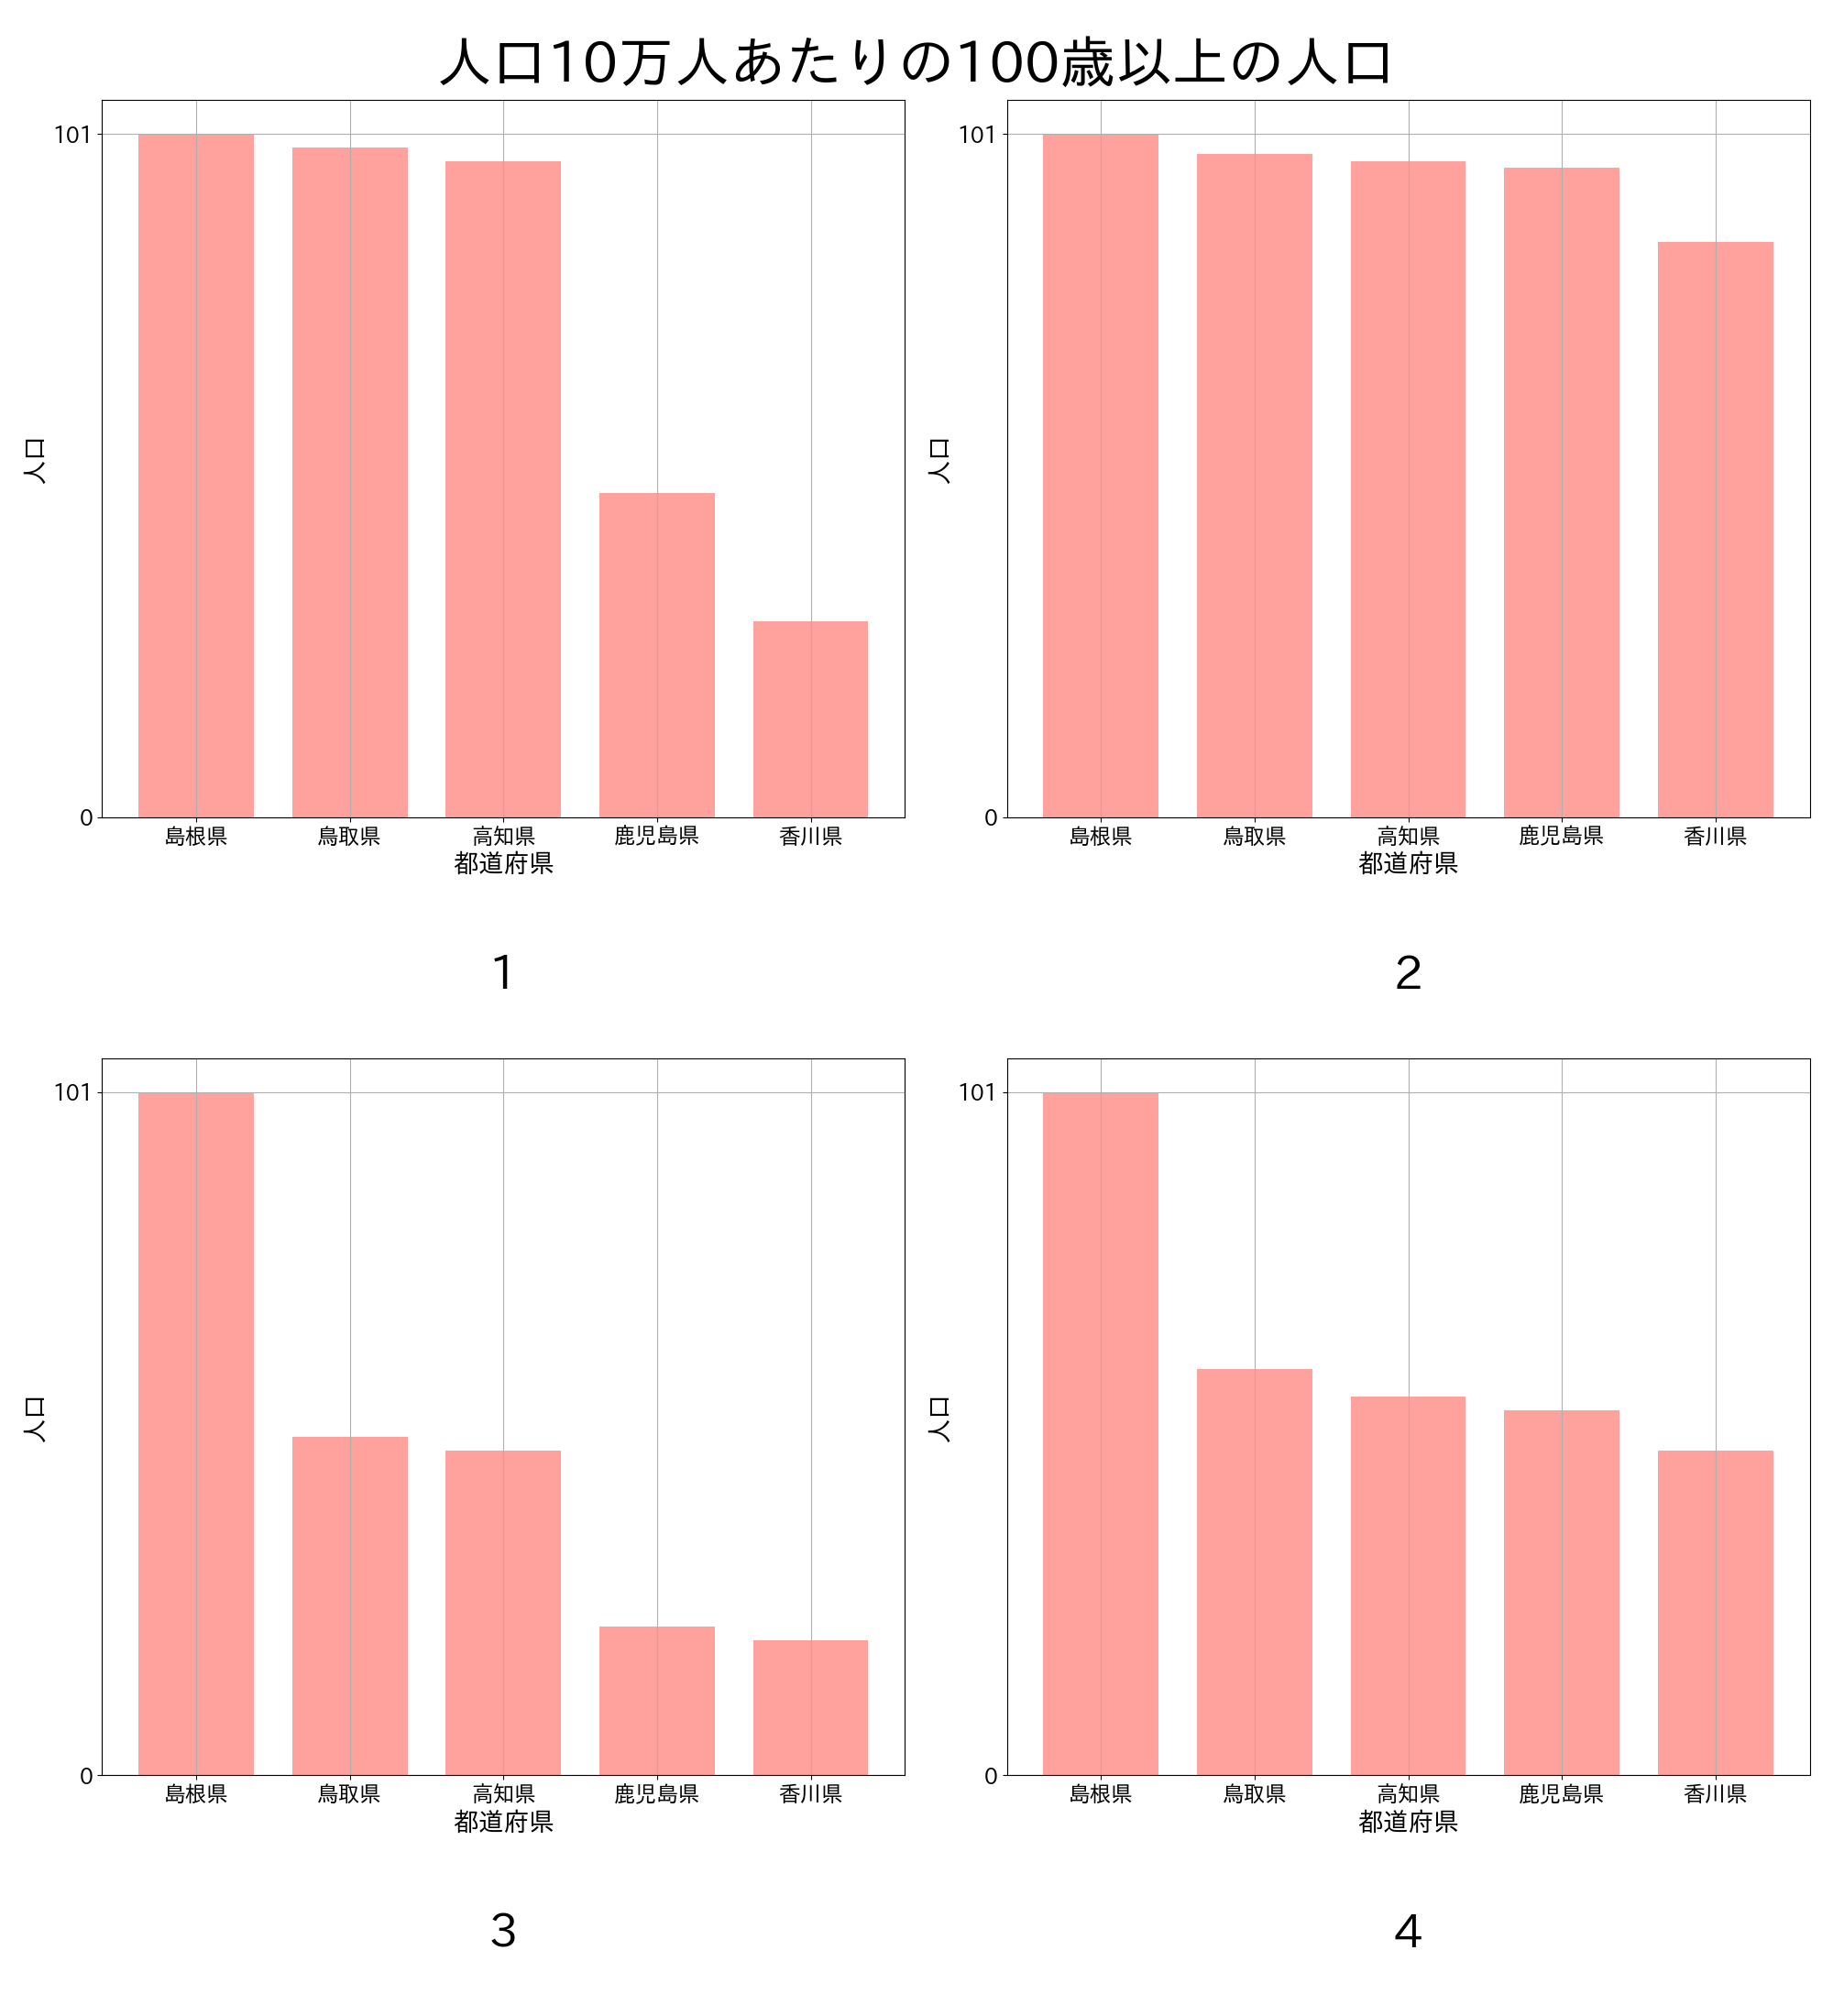 人口10万人あたりの100歳以上の人口
101
0
人口
島根県 鳥取県 高知県 鹿児島県 香川県
都道府県
1
101
0
人口
島根県 鳥取県 高知県 鹿児島県 香川県
都道府県
2
101
0
人口
島根県 鳥取県 高知県 鹿児島県 香川県
都道府県
3
101
0
人口
島根県 鳥取県 高知県 鹿児島県 香川県
都道府県
4